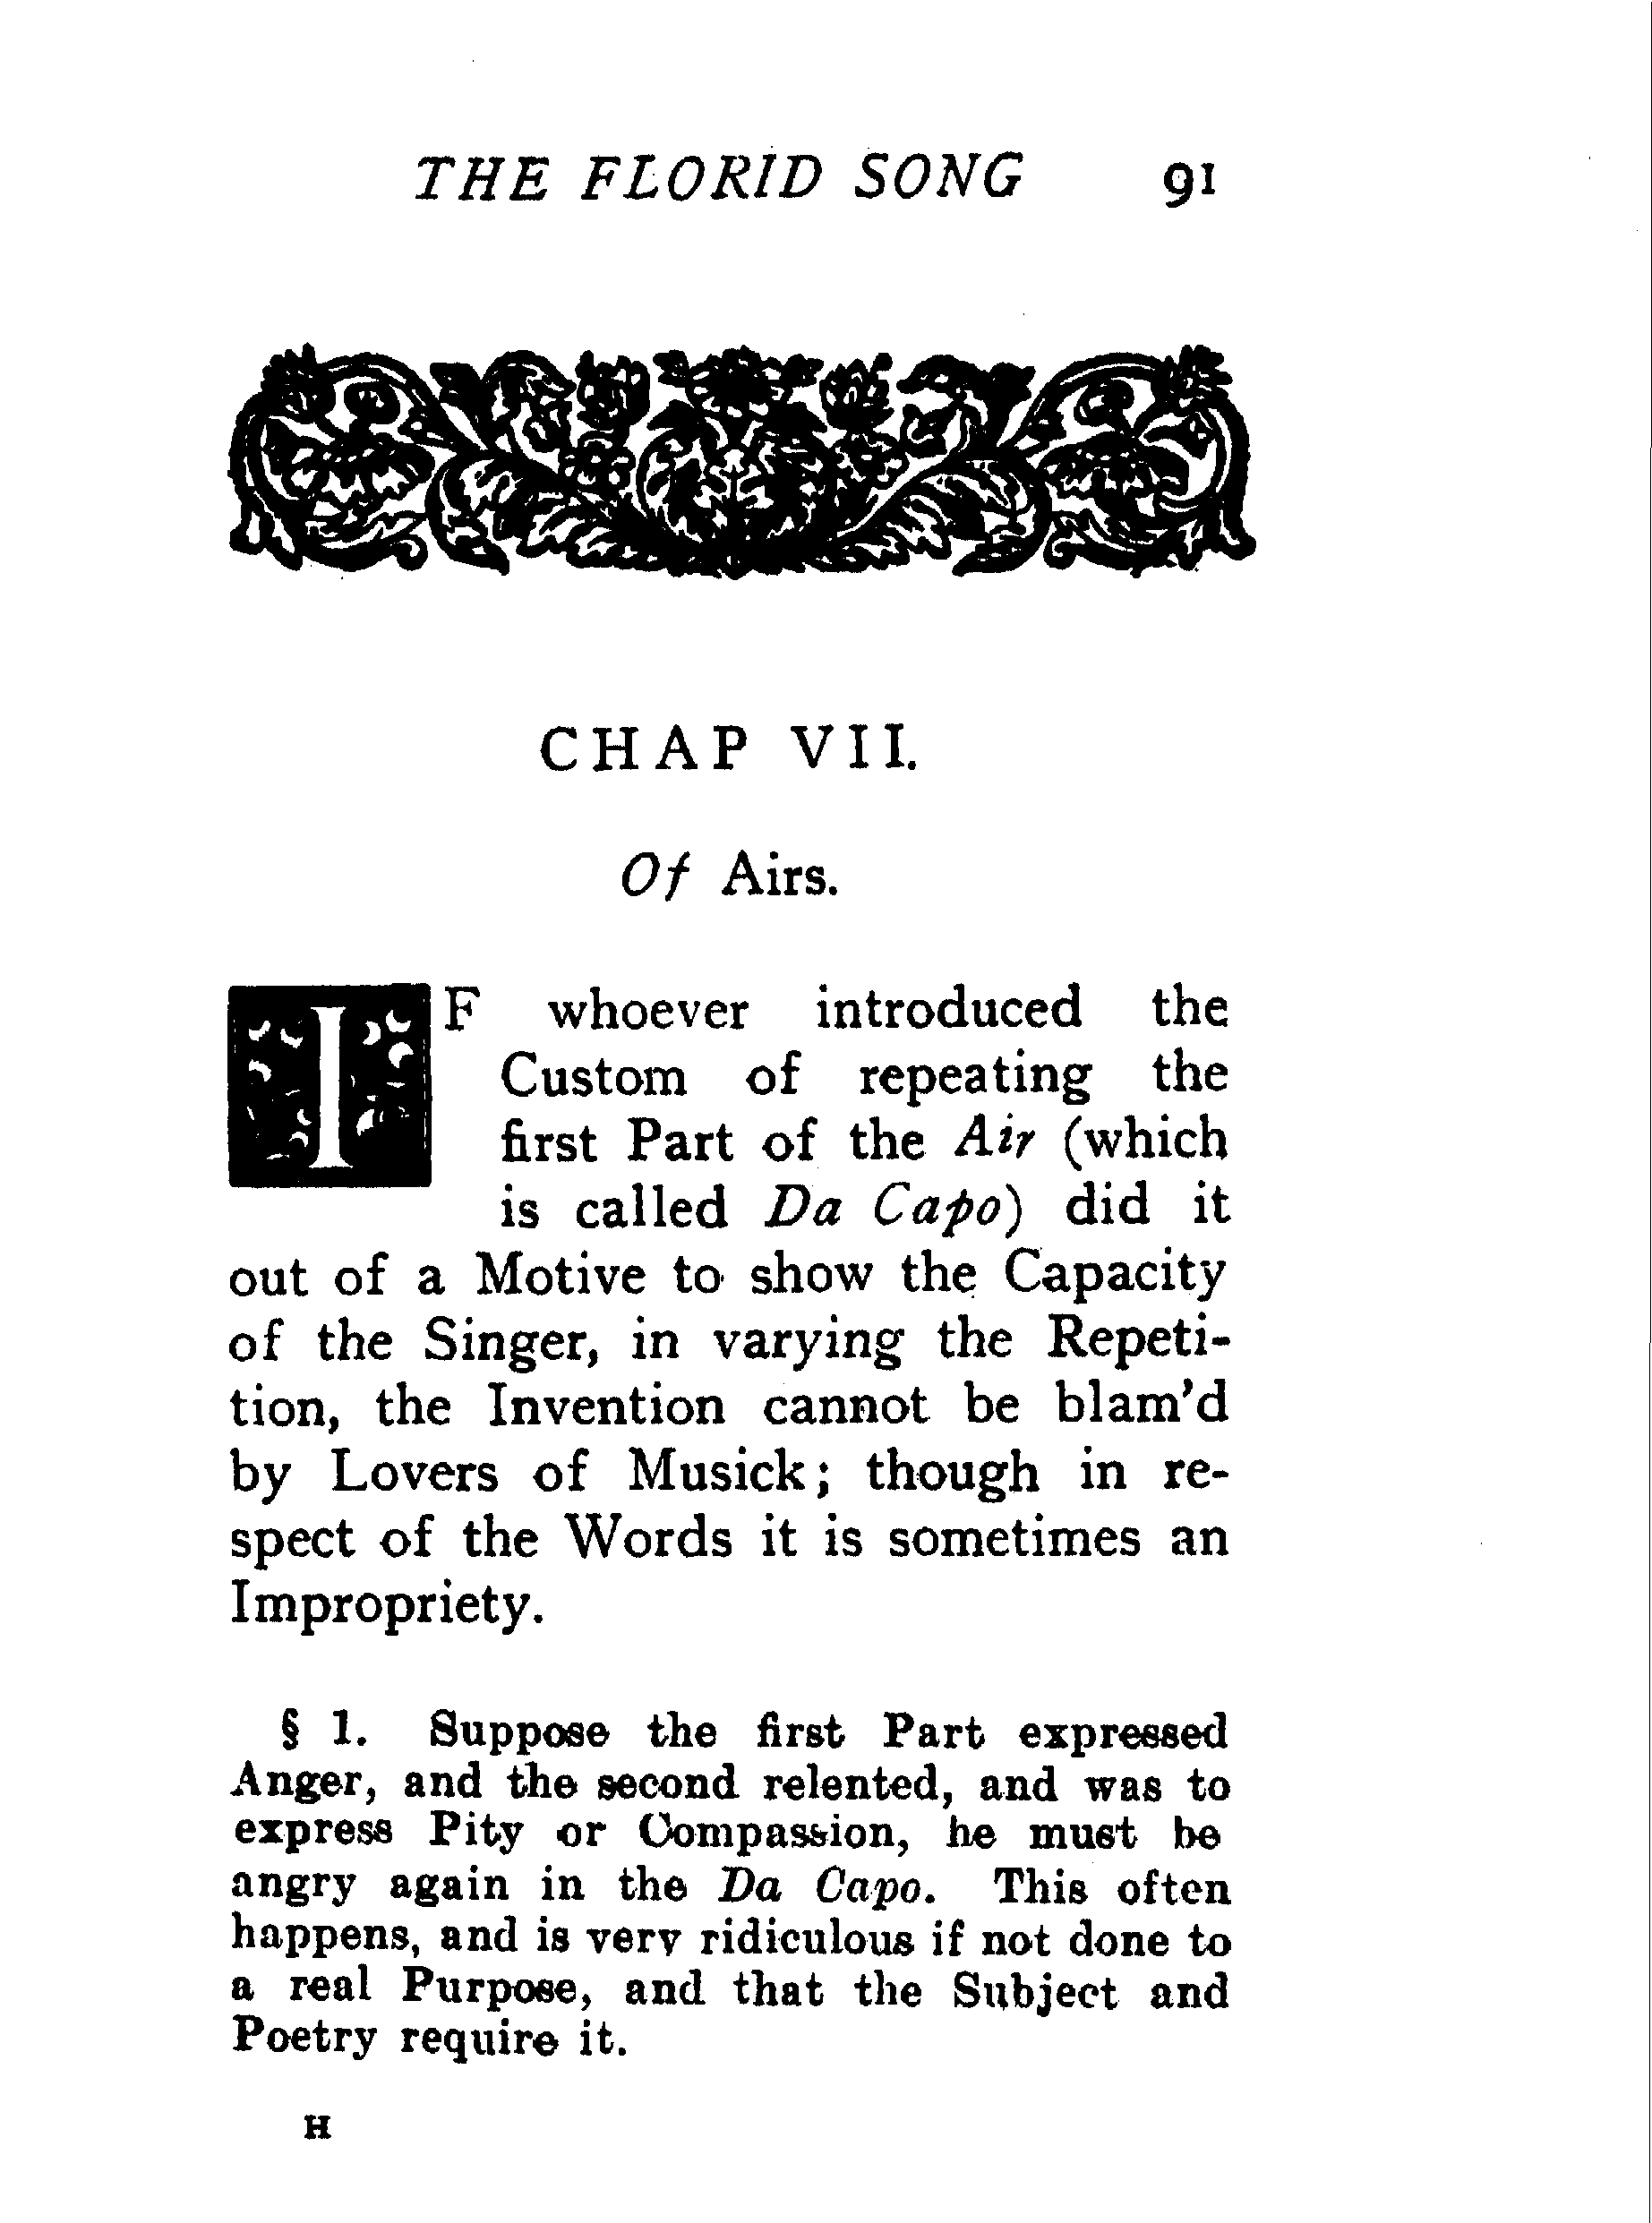 THE FLORID SONG 91
CHAP VII.
Of Airs.
IF whoever introduced the
Custom of repeating the
first Part of the Air (which
is called Da Capo) did it
out of a Motive to show the Capacity
of the Singer, in varying the Repeti-
tion, the Invention cannot be blam'd
by Lovers of Musick; though in re-
spect of the Words it is sometimes an
Impropriety.
§ 1. Suppose the first Part expressed
Anger, and the second relented, and was to
express Pity or Compassion, he must be
angry again in the Da Capo. This often
happens, and is very ridiculous if not done to
a real Purpose, and that the Subject and
Poetry require it.
H